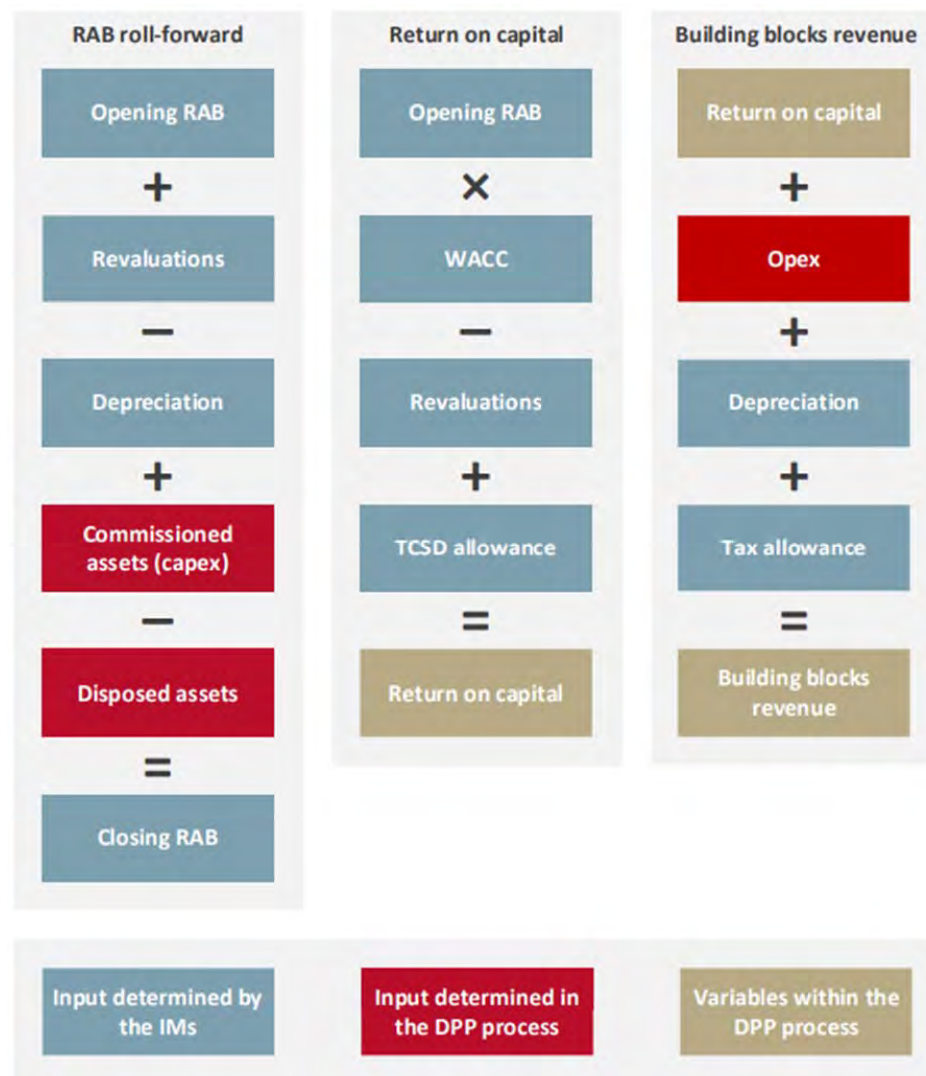 RAB roll-forward
Opening RAB
+
Revaluations
−
Depreciation
+
Commissioned
assets (capex)
−
Disposed assets
=
Closing RAB
Return on capital
Opening RAB
×
WACC
−
Revaluations
+
TCSD allowance
=
Return on capital
Building blocks revenue
Return on capital
+
Opex
+
Depreciation
+
Tax allowance
=
Building blocks
revenue
Input determined by
the IMs
Input determined in
the DPP process
Variables within the
DPP process